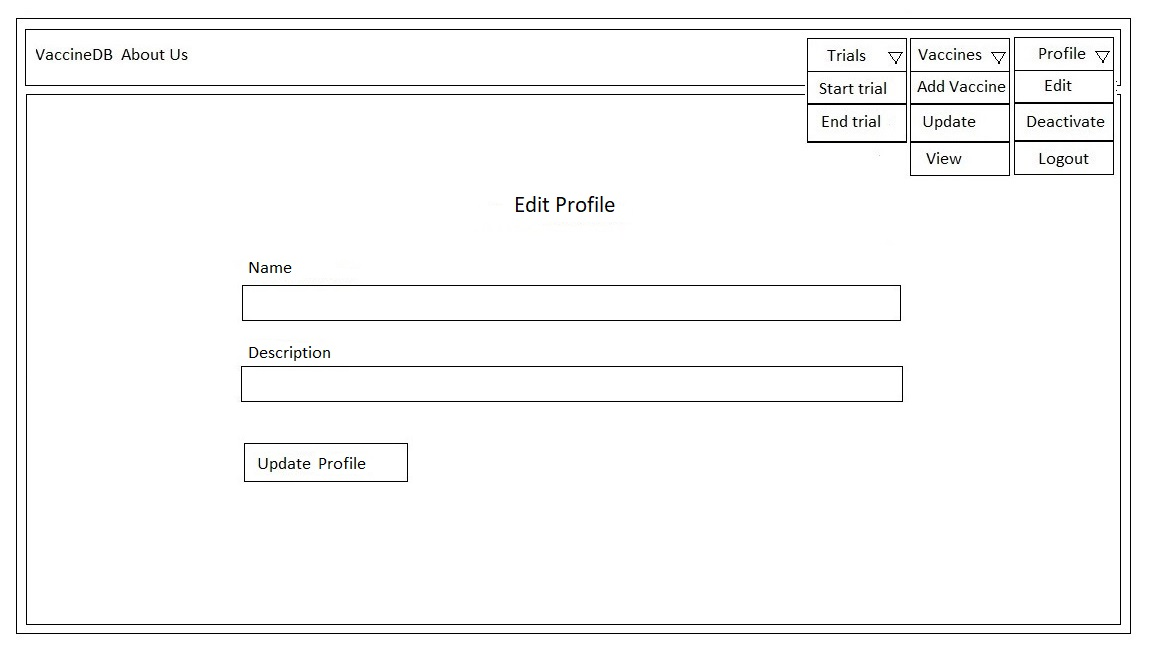 VaccineDB About Us
Trials
Start trial
End trial
Vaccines
Add Vaccine
Update
View
Profile
Edit
Deactivate
Logout
Edit Profile
Name
Description
Update Profile